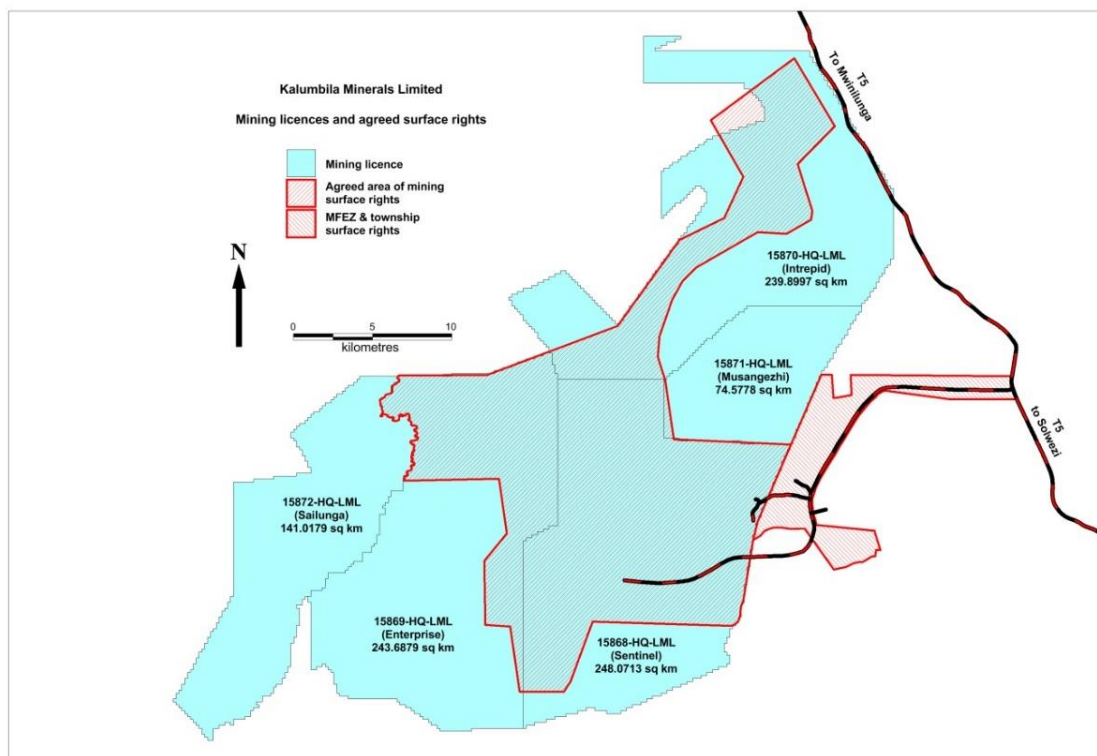 Kalumbila Minerals Limited
Mining licences and agreed surface rights
Mining licence
Agreed area of mining
surface rights
MFEZ & township
surface rights
N
0 5 10
kilometres
T5
To Mwinilunga
15870-HQ-LML
(Intrepid)
239.8997 sq km
15871-HQ-LML
(Musangezhi)
74.5778 sq km
T5
to Solwezi
15872-HQ-LML
(Sailunga)
141.0179 sq km
15869-HQ-LML
(Enterprise)
243.6879 sq km
15868-HQ-LML
(Sentinel)
248.0713 sq km